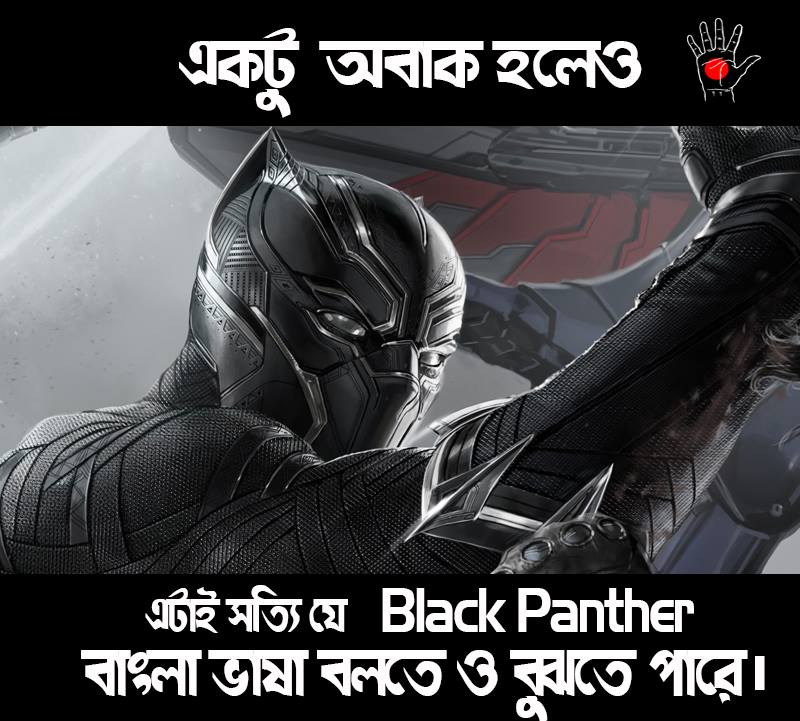 একটু অবাক হলেও
এটাই সত্যি যে Black Panther
বাংলা ভাষা বলতে ও বুঝতে পারে।